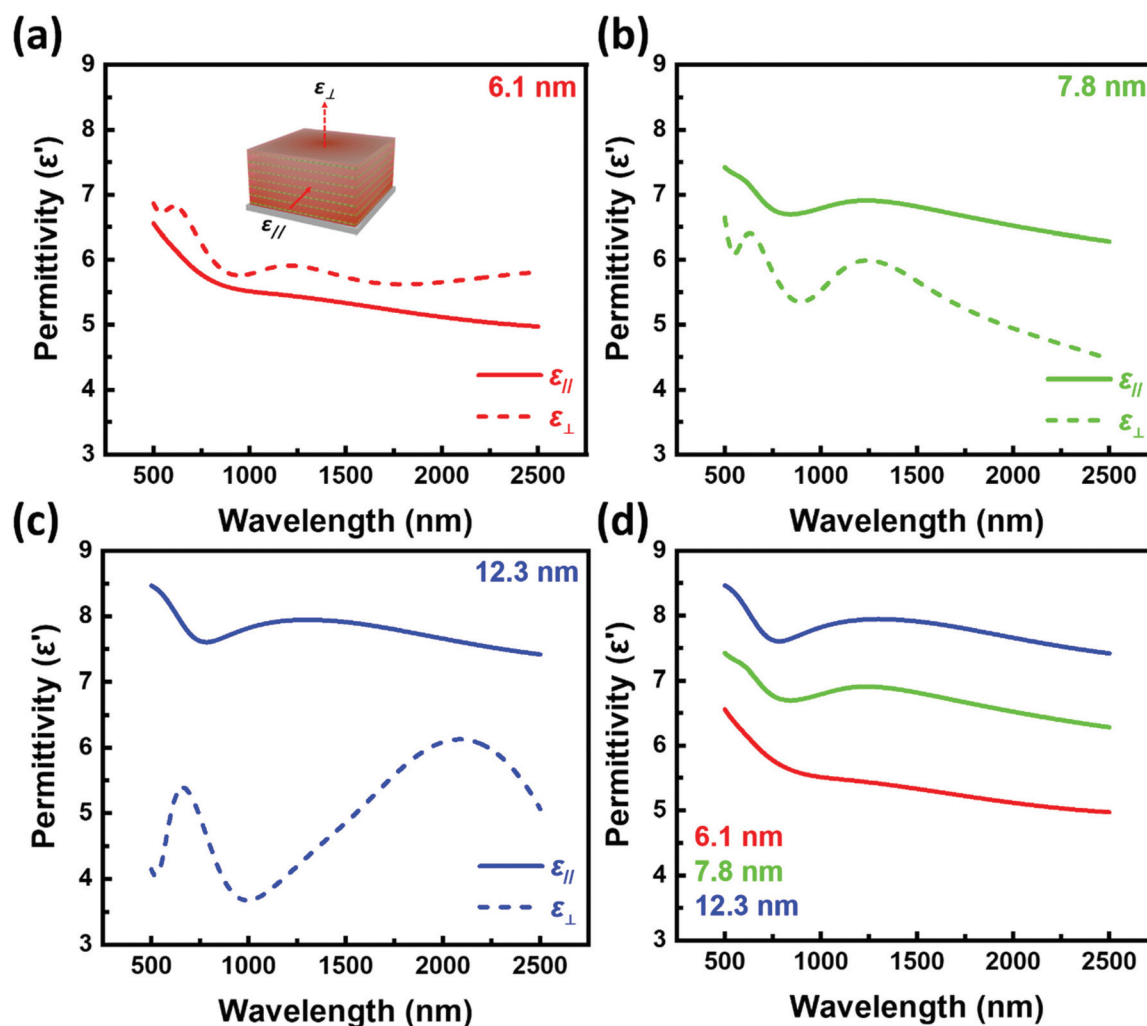 (a)
9
8
7
6
5
4
3
Permittivity (ε')
6.1 nm
ε⊥
ε//
ε//
ε⊥
500 1000 1500 2000 2500
Wavelength (nm)
(b)
9
8
7
6
5
4
3
Permittivity (ε')
7.8 nm
ε//
ε⊥
500 1000 1500 2000 2500
Wavelength (nm)
(c)
9
8
7
6
5
4
3
Permittivity (ε')
12.3 nm
ε//
ε⊥
500 1000 1500 2000 2500
Wavelength (nm)
(d)
9
8
7
6
5
4
3
Permittivity (ε')
6.1 nm
7.8 nm
12.3 nm
500 1000 1500 2000 2500
Wavelength (nm)